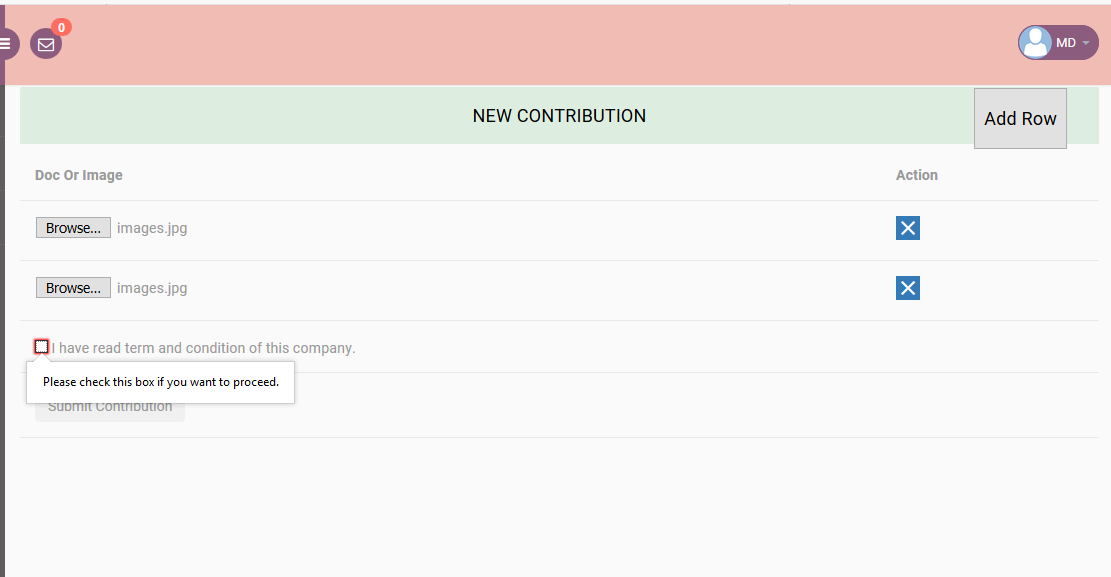 0
MD
NEW CONTRIBUTION
Add Row
Doc Or Image Action
Browse... images.jpg
Browse... images.jpg
I have read term and condition of this company.
Please check this box if you want to proceed.
Submit Contribution